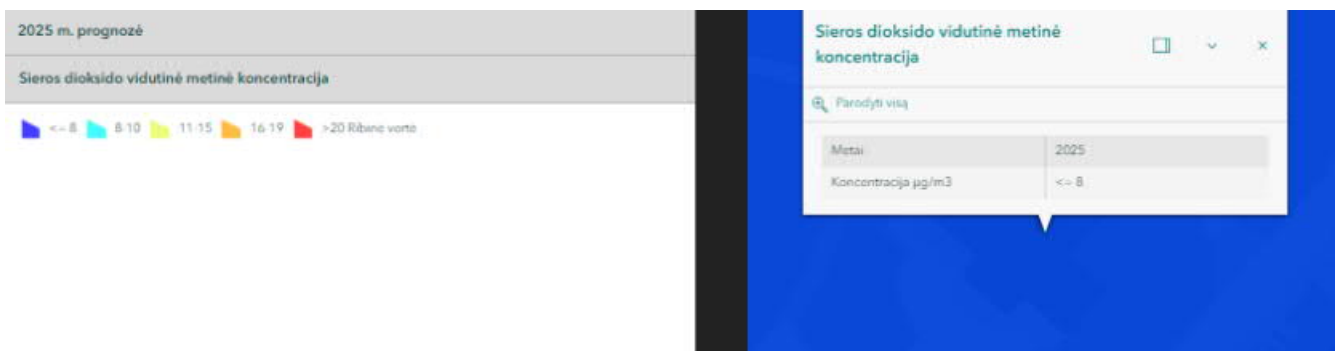 2025 m. prognozė
Sieros dioksido vidutinė metinė koncentracija
<= 8 8-10 11-15 16-19 >20 Ribinė vertė
Sieros dioksido vidutinė metinė
koncentracija
Parodyti visą
Metai 2025
Koncentracija µg/m3 <= 8